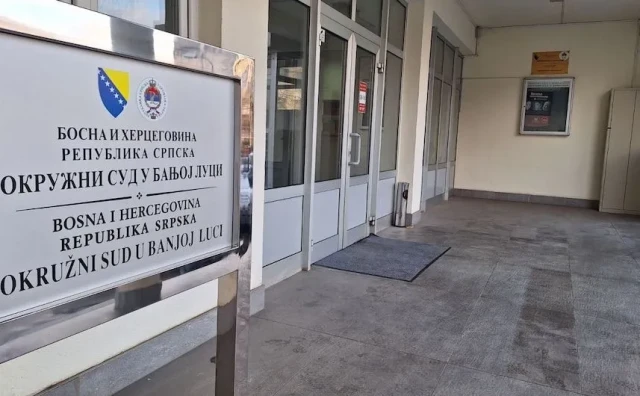 БОСНА И ХЕРЦЕГОВИНА
РЕПУБЛИКА СРПСКА
ОКРУЖНИ СУД У БАЊОЈ ЛУЦИ
BOSNA I HERCEGOVINA
REPUBLIKA SRPSKA
OKRUŽNI SUD U BANJOJ LUCI